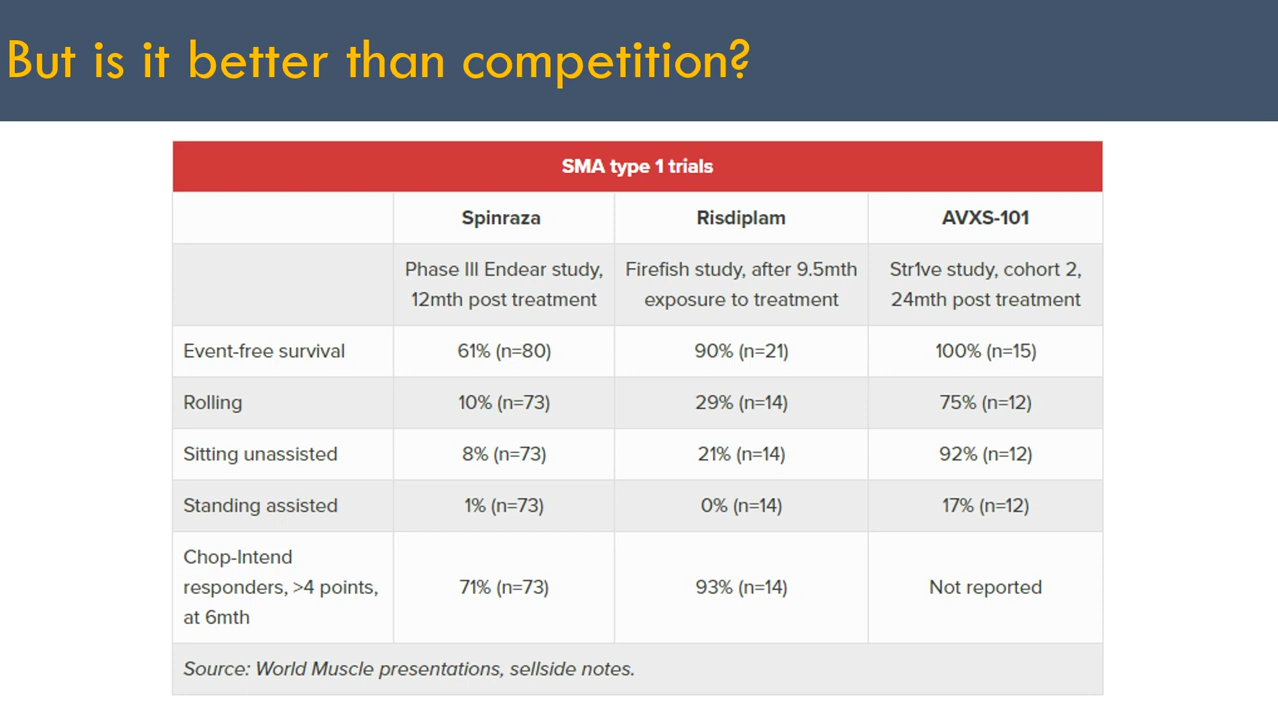 But is it better than competition?
SMA type 1 trials
Spinraza Risdiplam AVXS-101
Phase III Endear study, Firefish study, after 9.5mth Str1ve study, cohort 2,
12mth post treatment exposure to treatment 24mth post treatment
Event-free survival 61% (n=80) 90% (n=21) 100% (n=15)
Rolling 10% (n=73) 29% (n=14) 75% (n=12)
Sitting unassisted 8% (n=73) 21% (n=14) 92% (n=12)
Standing assisted 1% (n=73) 0% (n=14) 17% (n=12)
Chop-Intend
responders, >4 points, 71% (n=73) 93% (n=14) Not reported
at 6mth
Source: World Muscle presentations, sellside notes.